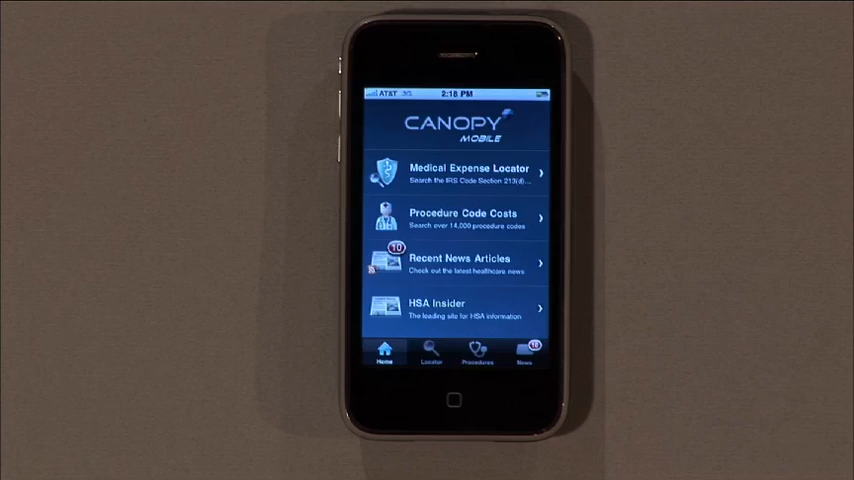 AT&T 3G 2:18 PM
CANOPY
MOBILE
Medical Expense Locator
Search the IRS Code Section 213(d)...
Procedure Code Costs
Search over 14,000 procedure codes
10
Recent News Articles
Check out the latest healthcare news
HSA Insider
The leading site for HSA information
18
Home Locator Procedures News